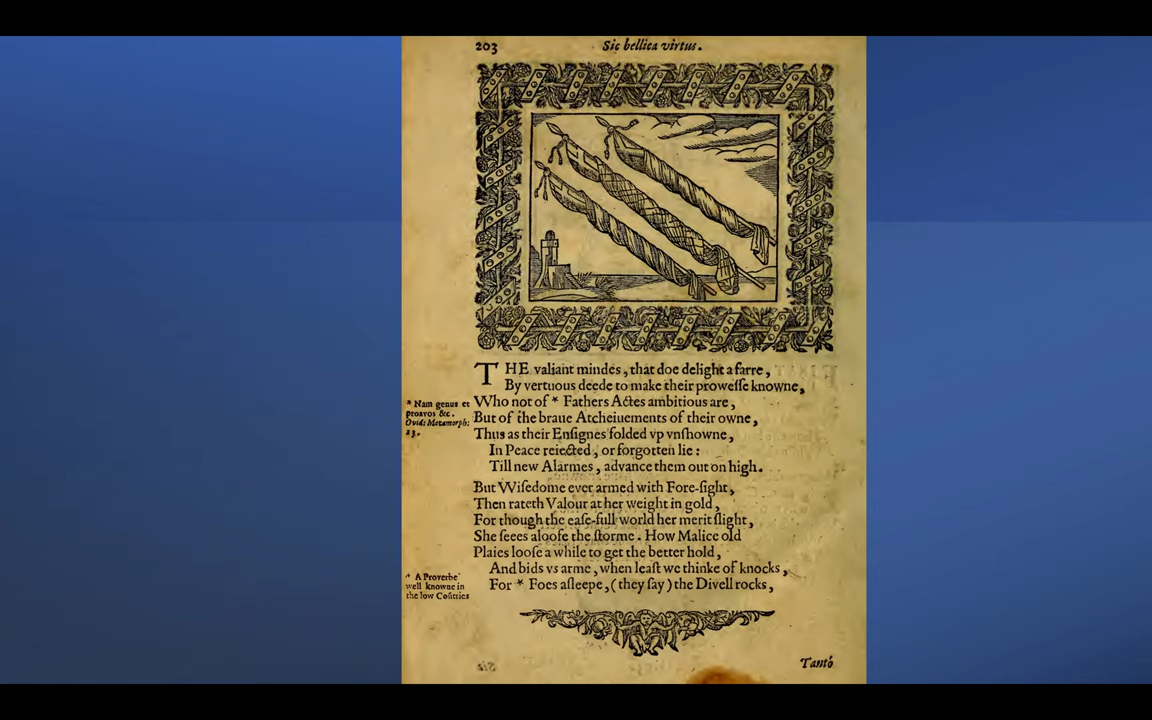 203
Sic bellica virtus.
THE valiant mindes, that doe delight a farre,
By vertuous deede to make their prowesse knowne,
* Nam genus et
proavos &c.
Ovid: Metamorph:
23.
Who not of * Fathers Actes ambitious are,
But of the braue Atcheiuements of their owne,
Thus as their Ensignes folded vp vnshowne,
In Peace reiected, or forgotten lie:
Till new Alarmes, advance them out on high.
But Wisedome ever armed with Fore-sight,
Then rateth Valour at her weight in gold,
For though the ease-full world her merit slight,
She seees aloofe the storme. How Malice old
Plaies loose a while to get the better hold,
And bids vs arme, when least we thinke of knocks,
* A Proverbe
well knowne in
the low Coūtries
For * Foes asleepe, (they say) the Divell rocks,
Tantó